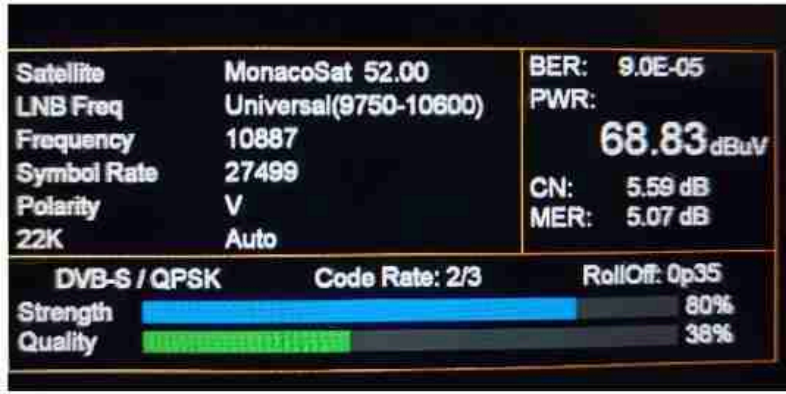 Satellite MonacoSat 52.00
LNB Freq Universal(9750-10600)
Frequency 10887
Symbol Rate 27499
Polarity V
22K Auto
BER: 9.0E-05
PWR:
68.83 dBuV
CN: 5.59 dB
MER: 5.07 dB
DVB-S / QPSK Code Rate: 2/3 RollOff: 0p35
Strength 80%
Quality 38%